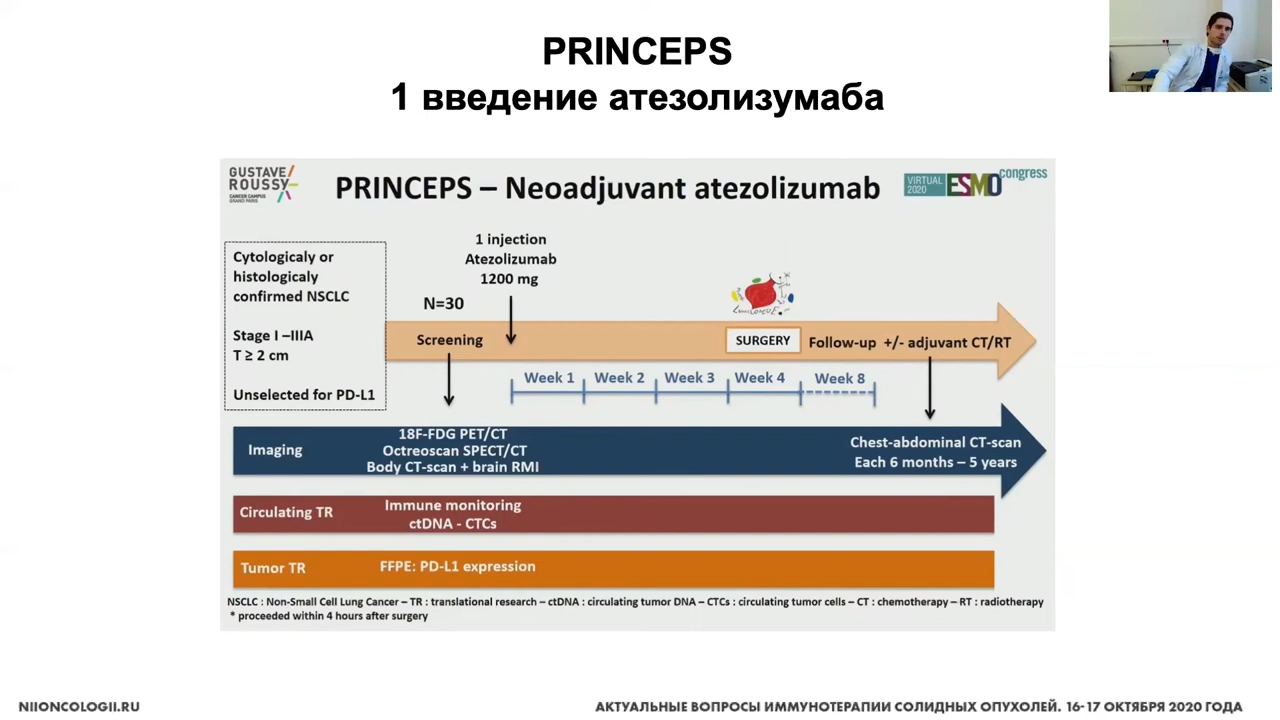 PRINCEPS
1 введение атезолизумаба
GUSTAVE
ROUSSY
CANCER CAMPUS
GRAND PARIS
PRINCEPS – Neoadjuvant atezolizumab
VIRTUAL
2020
ESMO
congress
Cytologicaly or
histologicaly
confirmed NSCLC
Stage I –IIIA
T ≥ 2 cm
Unselected for PD-L1
1 injection
Atezolizumab
1200 mg
N=30
Screening
SURGERY
Follow-up +/- adjuvant CT/RT
Week 1
Week 2
Week 3
Week 4
Week 8
Imaging
18F-FDG PET/CT
Octreoscan SPECT/CT
Body CT-scan + brain RMI
Chest-abdominal CT-scan
Each 6 months – 5 years
Circulating TR
Immune monitoring
ctDNA - CTCs
Tumor TR
FFPE: PD-L1 expression
NSCLC : Non-Small Cell Lung Cancer – TR : translational research – ctDNA : circulating tumor DNA – CTCs : circulating tumor cells – CT : chemotherapy – RT : radiotherapy
* proceeded within 4 hours after surgery
NIIONCOLOGII.RU
АКТУАЛЬНЫЕ ВОПРОСЫ ИММУНОТЕРАПИИ СОЛИДНЫХ ОПУХОЛЕЙ. 16-17 ОКТЯБРЯ 2020 ГОДА